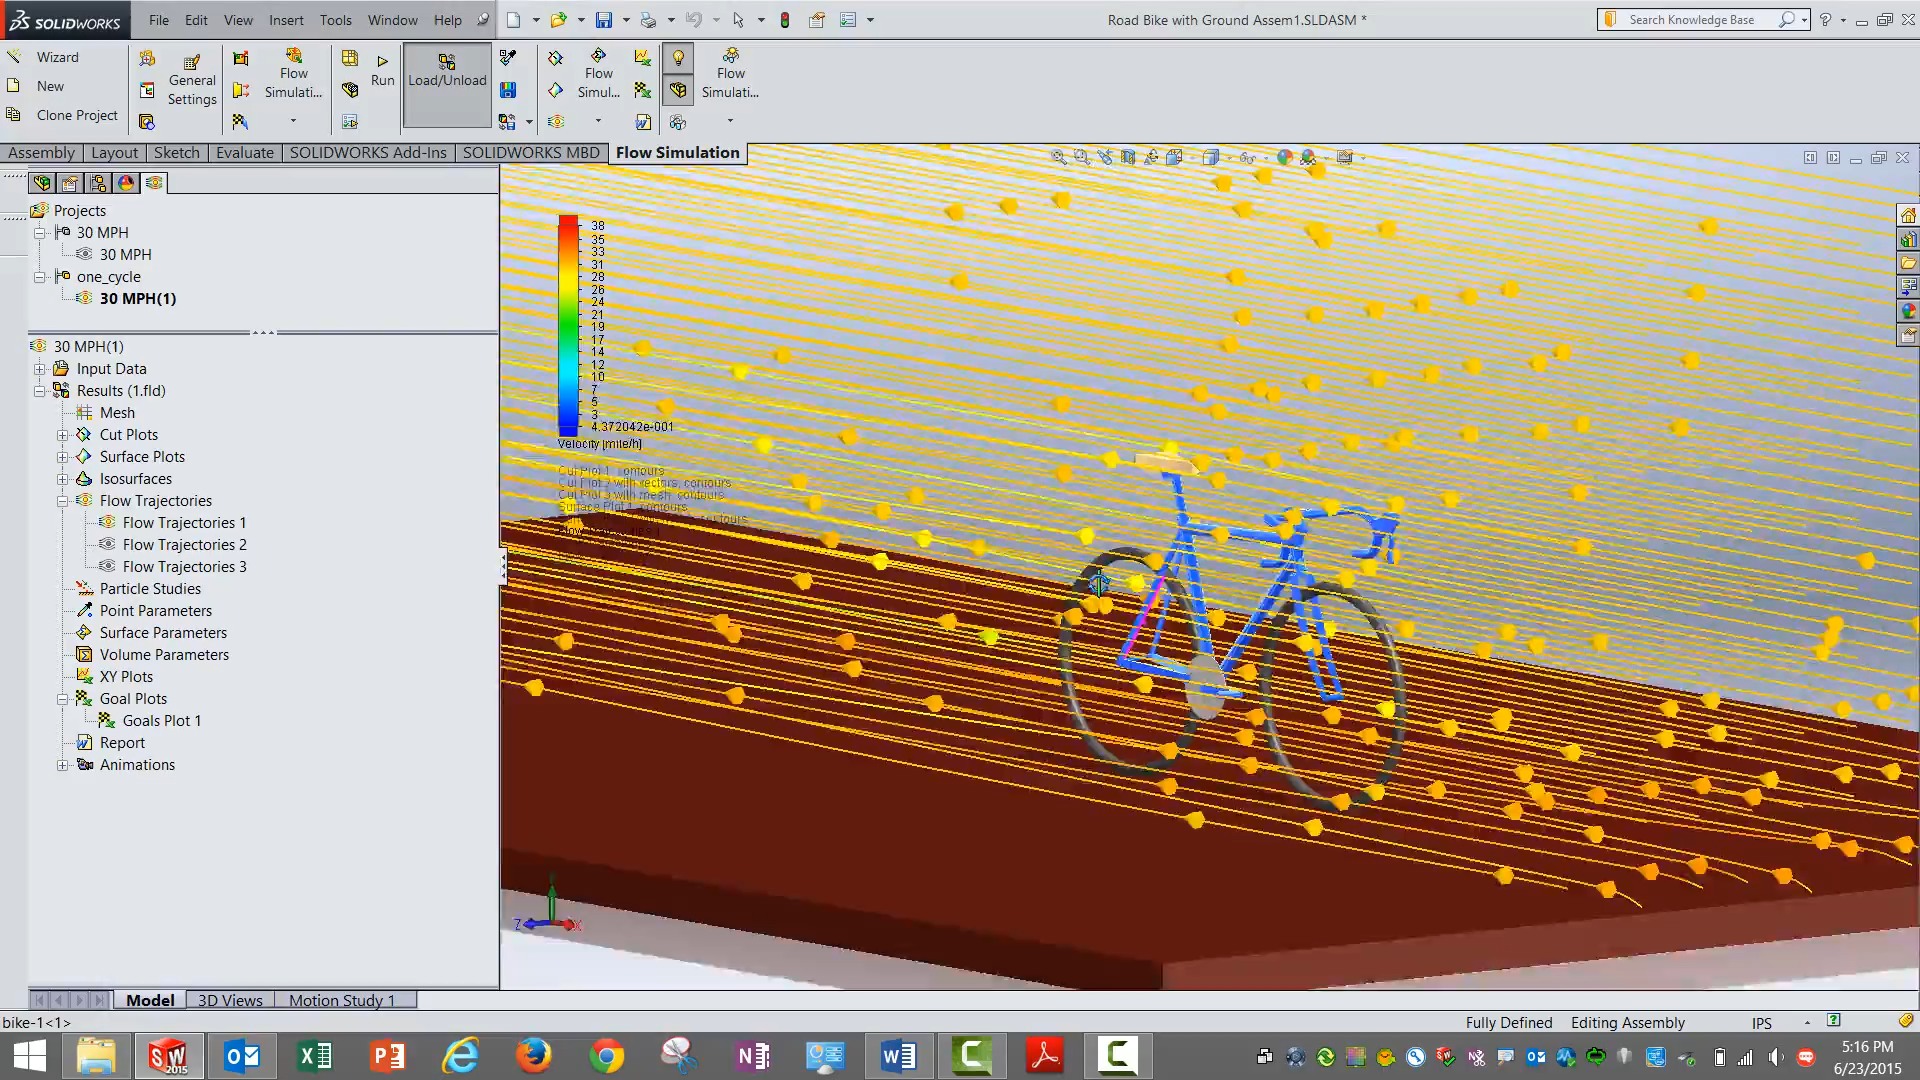 SOLIDWORKS
File Edit View Insert Tools Window Help
Road Bike with Ground Assem1.SLDASM *
Search Knowledge Base
Wizard
New
Clone Project
General Settings
Flow Simulati...
Run
Load/Unload
Flow Simul...
Flow Simulati...
Assembly Layout Sketch Evaluate SOLIDWORKS Add-Ins SOLIDWORKS MBD Flow Simulation
Projects
30 MPH
30 MPH
one_cycle
30 MPH(1)
30 MPH(1)
Input Data
Results (1.fld)
Mesh
Cut Plots
Surface Plots
Isosurfaces
Flow Trajectories
Flow Trajectories 1
Flow Trajectories 2
Flow Trajectories 3
Particle Studies
Point Parameters
Surface Parameters
Volume Parameters
XY Plots
Goal Plots
Goals Plot 1
Report
Animations
38
35
33
31
28
26
24
21
19
17
14
12
10
7
5
3
4.372042e-001
Velocity [mile/h]
Cut Plot 1: contours
Cut Plot 2 with vectors, contours
Cut Plot 3 with mesh: contours
Surface Plot 1: contours
Y
Z X
Model 3D Views Motion Study 1
bike-1<1>
Fully Defined Editing Assembly IPS
SW 2015
5:16 PM
6/23/2015